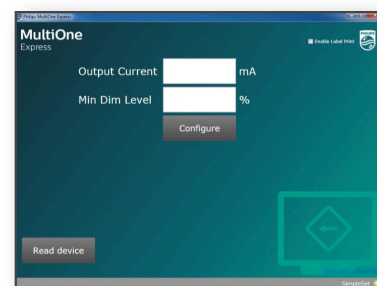 Philips MultiOne Express
MultiOne
Express
Enable Label Print
PHILIPS
Output Current mA
Min Dim Level %
Configure
Read device
SimpleSet